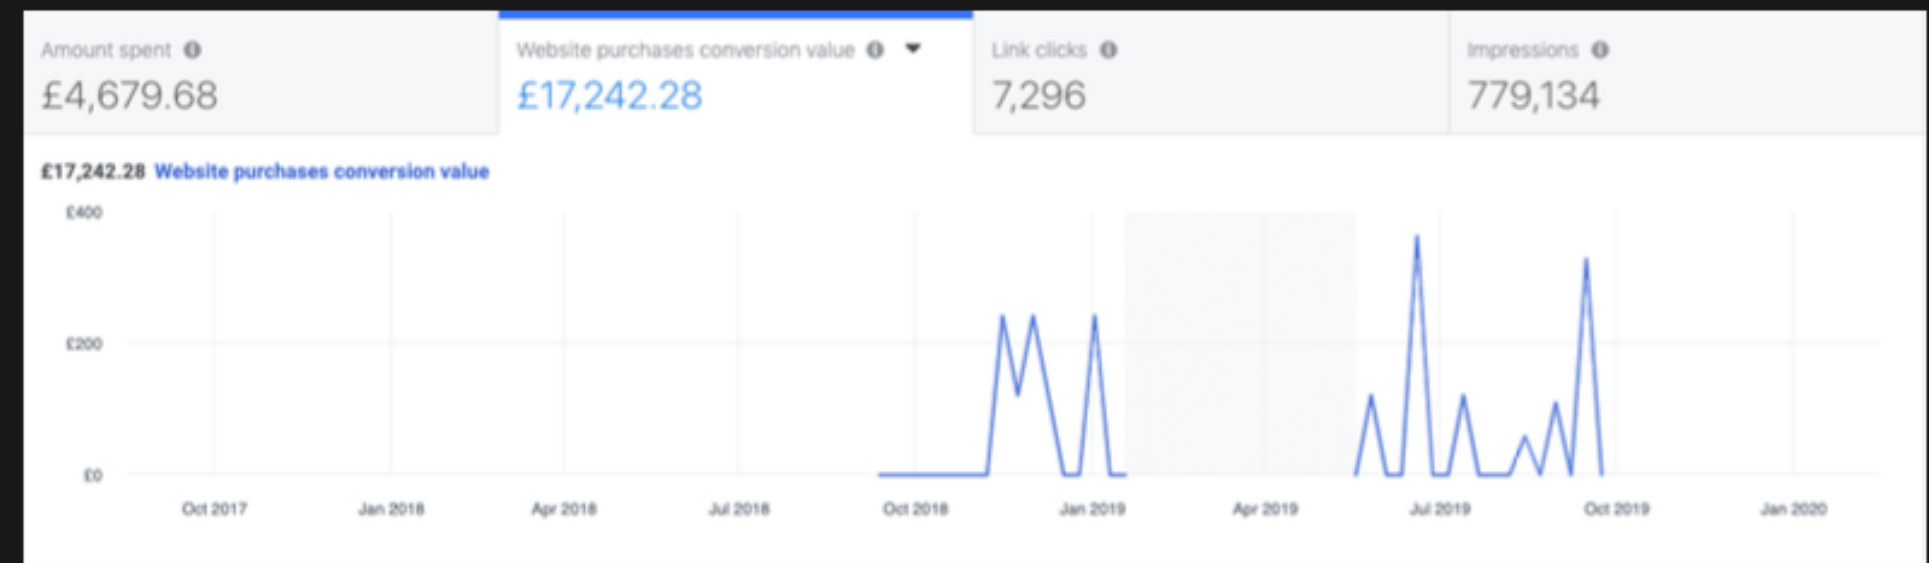 Amount spent
£4,679.68
Website purchases conversion value
£17,242.28
Link clicks
7,296
Impressions
779,134
£17,242.28 Website purchases conversion value
£400
£200
£0
Oct 2017 Jan 2018 Apr 2018 Jul 2018 Oct 2018 Jan 2019 Apr 2019 Jul 2019 Oct 2019 Jan 2020